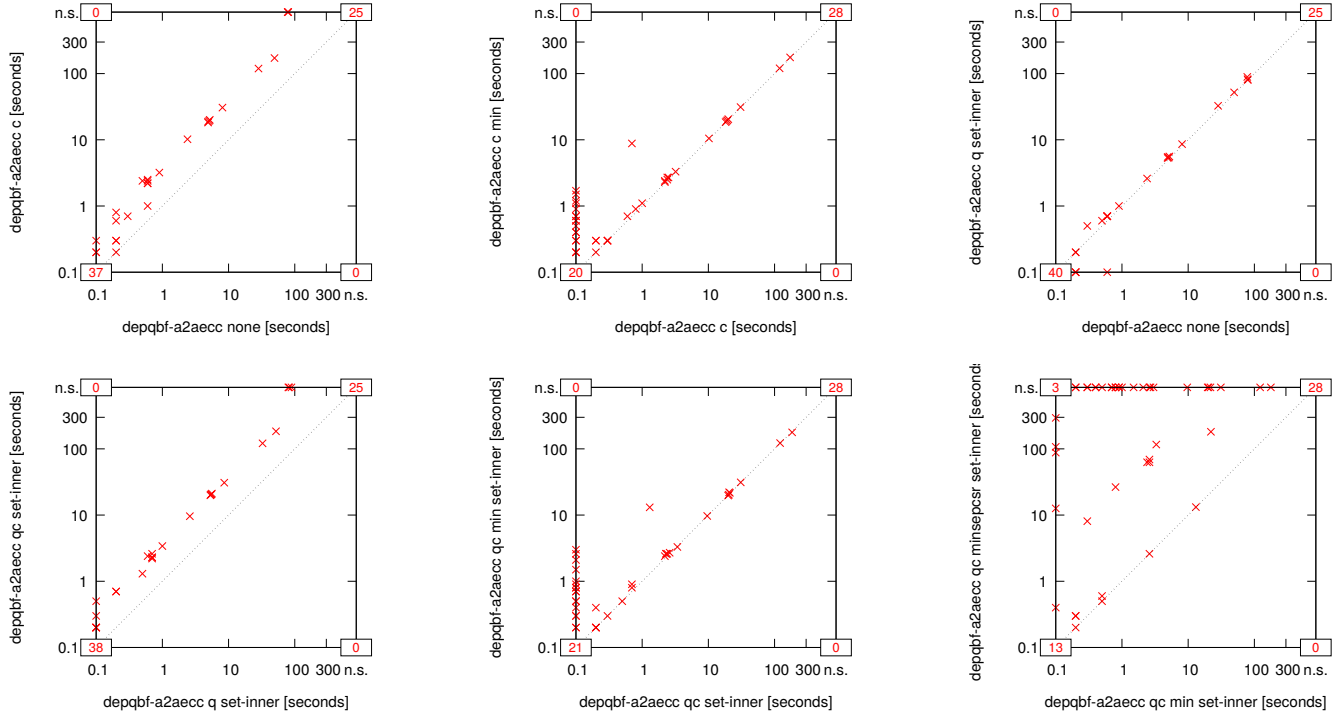 n.s. 0 25
300
100
10
1
0.1 37 0
0.1 1 10 100 300 n.s.
depqbf-a2aecc c [seconds]
depqbf-a2aecc none [seconds]
n.s. 0 28
300
100
10
1
0.1 20 0
0.1 1 10 100 300 n.s.
depqbf-a2aecc c min [seconds]
depqbf-a2aecc c [seconds]
n.s. 0 25
300
100
10
1
0.1 40 0
0.1 1 10 100 300 n.s.
depqbf-a2aecc q set-inner [seconds]
depqbf-a2aecc none [seconds]
n.s. 0 25
300
100
10
1
0.1 38 0
0.1 1 10 100 300 n.s.
depqbf-a2aecc qc set-inner [seconds]
depqbf-a2aecc q set-inner [seconds]
n.s. 0 28
300
100
10
1
0.1 21 0
0.1 1 10 100 300 n.s.
depqbf-a2aecc qc min set-inner [seconds]
depqbf-a2aecc qc set-inner [seconds]
n.s. 3 28
300
100
10
1
0.1 13 0
0.1 1 10 100 300 n.s.
depqbf-a2aecc qc minsepcsr set-inner [second
depqbf-a2aecc qc min set-inner [seconds]